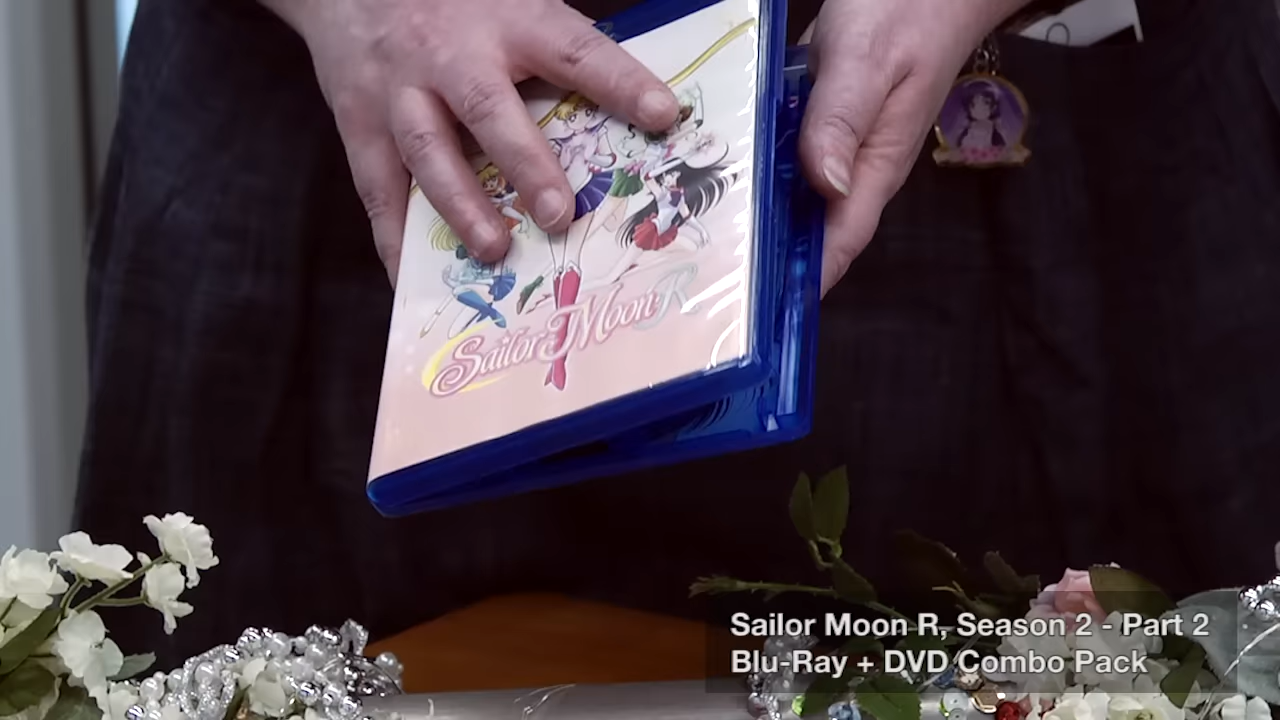 Sailor Moon R
Sailor Moon R, Season 2 - Part 2
Blu-Ray + DVD Combo Pack